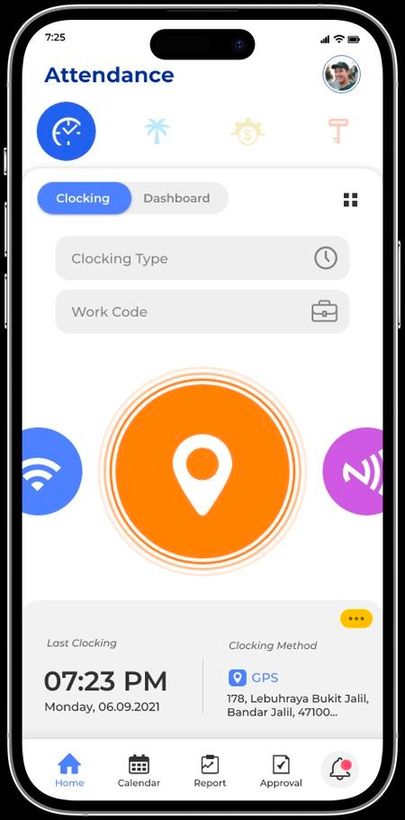 7:25
Attendance
Clocking
Dashboard
Clocking Type
Work Code
Last Clocking
07:23 PM
Monday, 06.09.2021
Clocking Method
GPS
178, Lebuhraya Bukit Jalil,
Bandar Jalil, 47100...
Home
Calendar
Report
Approval